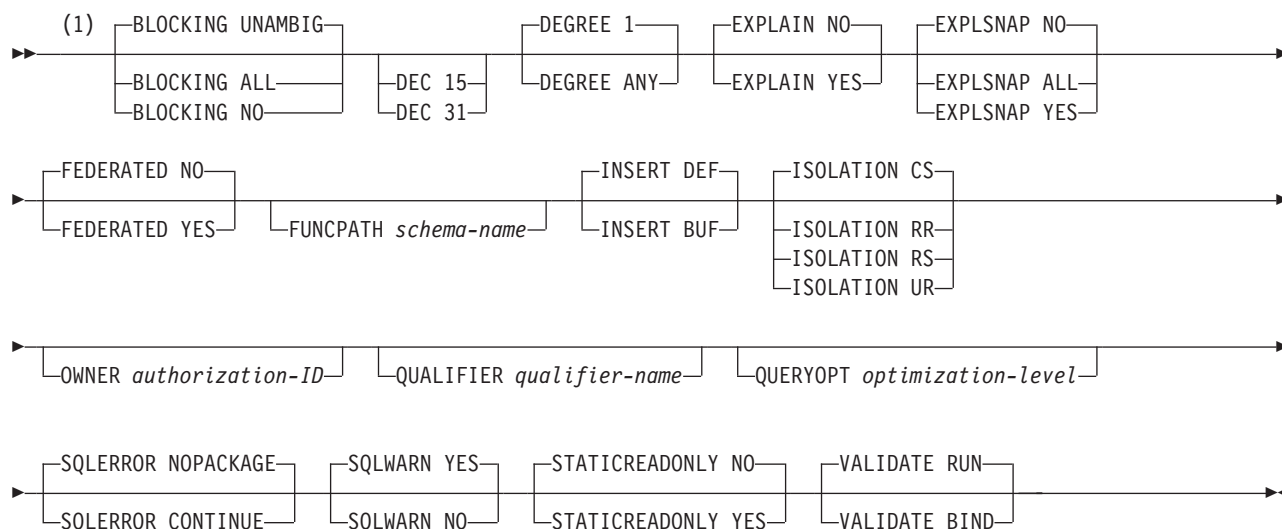 (1) BLOCKING UNAMBIG DEGREE 1 EXPLAIN NO EXPLSNAP NO
BLOCKING ALL DEC 15 DEGREE ANY EXPLAIN YES EXPLSNAP ALL
BLOCKING NO DEC 31 EXPLSNAP YES
FEDERATED NO INSERT DEF ISOLATION CS
FEDERATED YES FUNCPATH schema-name INSERT BUF ISOLATION RR
ISOLATION RS
ISOLATION UR
OWNER authorization-ID QUALIFIER qualifier-name QUERYOPT optimization-level
SQLERROR NOPACKAGE SQLWARN YES STATICREADONLY NO VALIDATE RUN
SQLERROR CONTINUE SQLWARN NO STATICREADONLY YES VALIDATE BIND